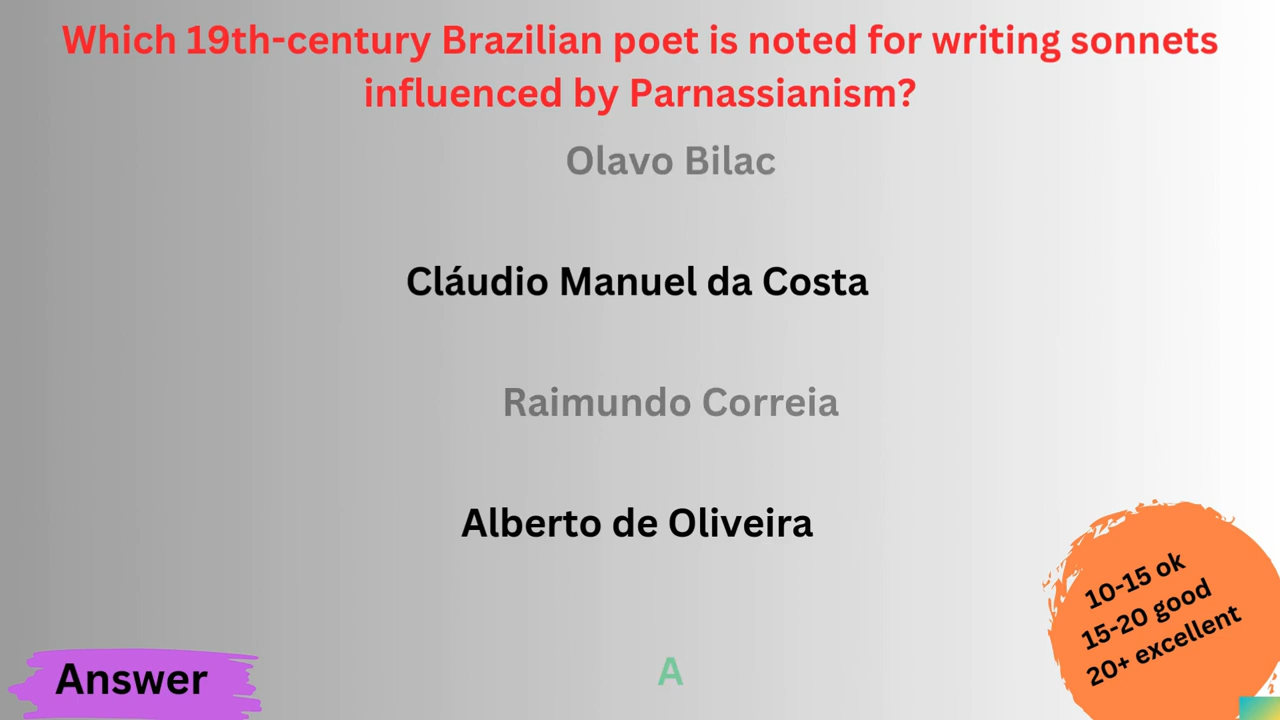 Which 19th-century Brazilian poet is noted for writing sonnets
influenced by Parnassianism?
Olavo Bilac
Cláudio Manuel da Costa
Raimundo Correia
Alberto de Oliveira
10-15 ok
15-20 good
20+ excellent
Answer
A